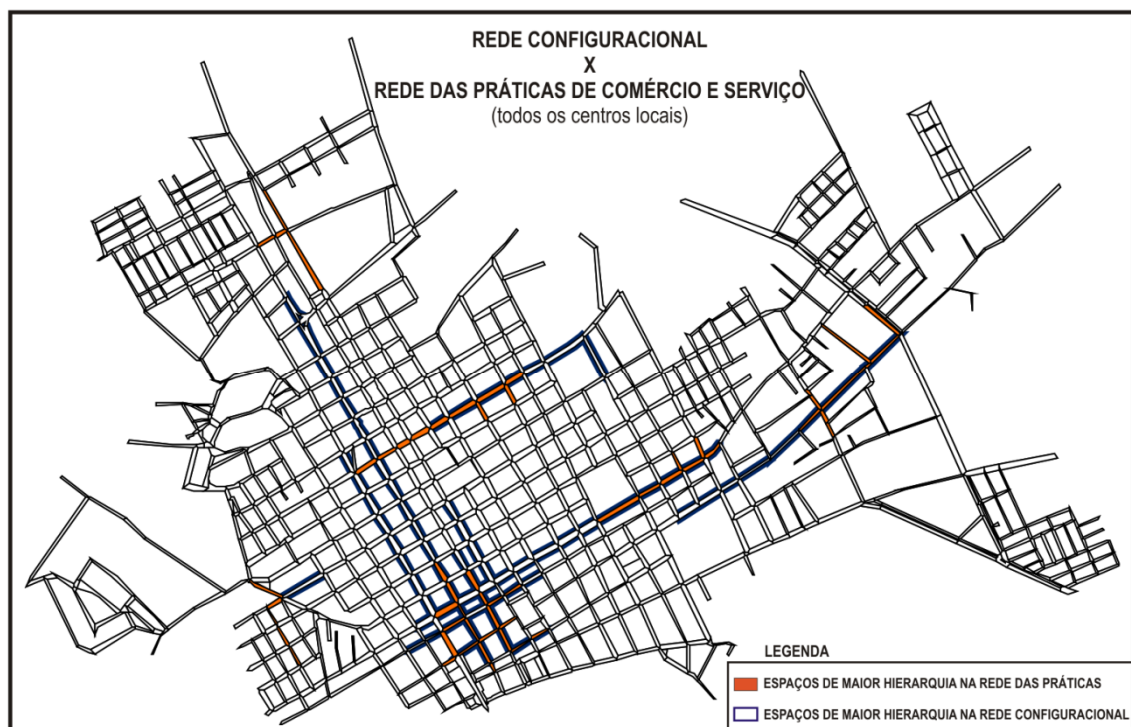 REDE CONFIGURACIONAL
X
REDE DAS PRÁTICAS DE COMÉRCIO E SERVIÇO
(todos os centros locais)
LEGENDA
ESPAÇOS DE MAIOR HIERARQUIA NA REDE DAS PRÁTICAS
ESPAÇOS DE MAIOR HIERARQUIA NA REDE CONFIGURACIONAL